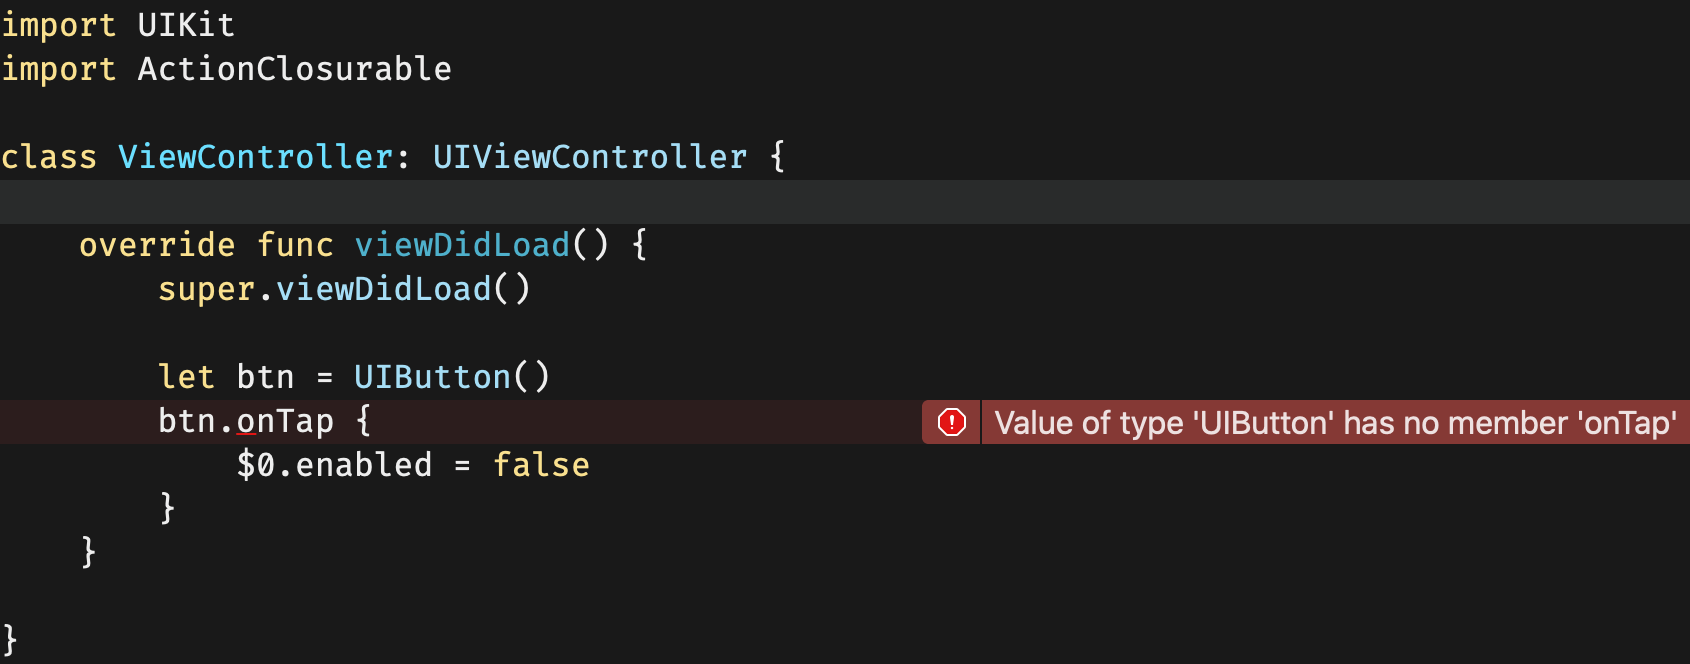 import UIKit
import ActionClosurable
class ViewController: UIViewController {
override func viewDidLoad() {
super.viewDidLoad()
let btn = UIButton()
btn.onTap { Value of type 'UIButton' has no member 'onTap'
$0.enabled = false
}
}
}